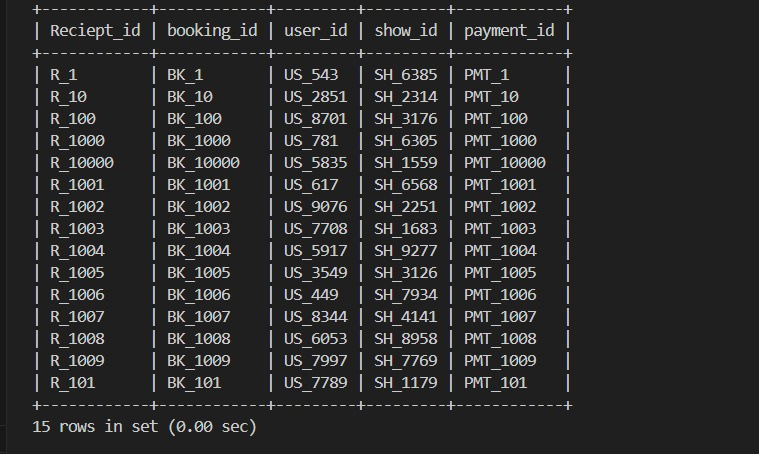 +------------+------------+---------+---------+------------+
| Reciept_id | booking_id | user_id | show_id | payment_id |
+------------+------------+---------+---------+------------+
| R_1        | BK_1       | US_543  | SH_6385 | PMT_1      |
| R_10       | BK_10      | US_2851 | SH_2314 | PMT_10     |
| R_100      | BK_100     | US_8701 | SH_3176 | PMT_100    |
| R_1000     | BK_1000    | US_781  | SH_6305 | PMT_1000   |
| R_10000    | BK_10000   | US_5835 | SH_1559 | PMT_10000  |
| R_1001     | BK_1001    | US_617  | SH_6568 | PMT_1001   |
| R_1002     | BK_1002    | US_9076 | SH_2251 | PMT_1002   |
| R_1003     | BK_1003    | US_7708 | SH_1683 | PMT_1003   |
| R_1004     | BK_1004    | US_5917 | SH_9277 | PMT_1004   |
| R_1005     | BK_1005    | US_3549 | SH_3126 | PMT_1005   |
| R_1006     | BK_1006    | US_449  | SH_7934 | PMT_1006   |
| R_1007     | BK_1007    | US_8344 | SH_4141 | PMT_1007   |
| R_1008     | BK_1008    | US_6053 | SH_8958 | PMT_1008   |
| R_1009     | BK_1009    | US_7997 | SH_7769 | PMT_1009   |
| R_101      | BK_101     | US_7789 | SH_1179 | PMT_101    |
+------------+------------+---------+---------+------------+
15 rows in set (0.00 sec)